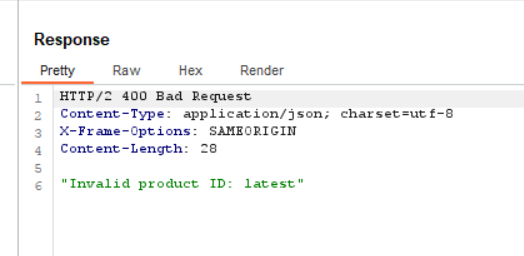 Response
Pretty Raw Hex Render
1 HTTP/2 400 Bad Request
2 Content-Type: application/json; charset=utf-8
3 X-Frame-Options: SAMEORIGIN
4 Content-Length: 28
5
6 "Invalid product ID: latest"